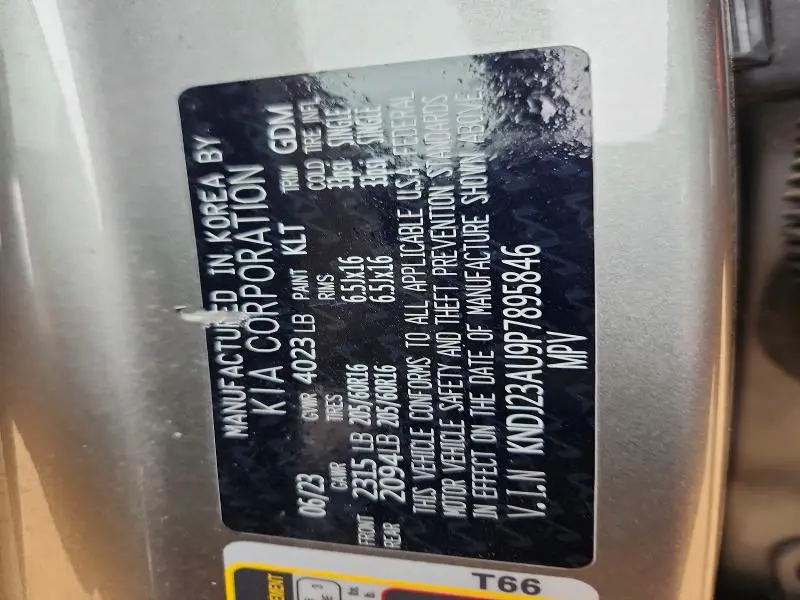 MANUFACTURED IN KOREA BY
KIA CORPORATION
06/23 GVWR 4023 LB PAINT KLT TRIM GDM
GAWR TIRES RIMS COLD TIRE INFL
FRONT 2315 LB 205/60R16 6.5Jx16 33psi SINGLE
REAR 2094LB 205/60R16 6.5Jx16 33psi SINGLE
THIS VEHICLE CONFORMS TO ALL APPLICABLE U.S.A FEDERAL
MOTOR VEHICLE SAFETY AND THEFT PREVENTION STANDARDS
IN EFFECT ON THE DATE OF MANUFACTURE SHOWN ABOVE.
V.I.N KNDJ23AU9P7895846
MPV
T66